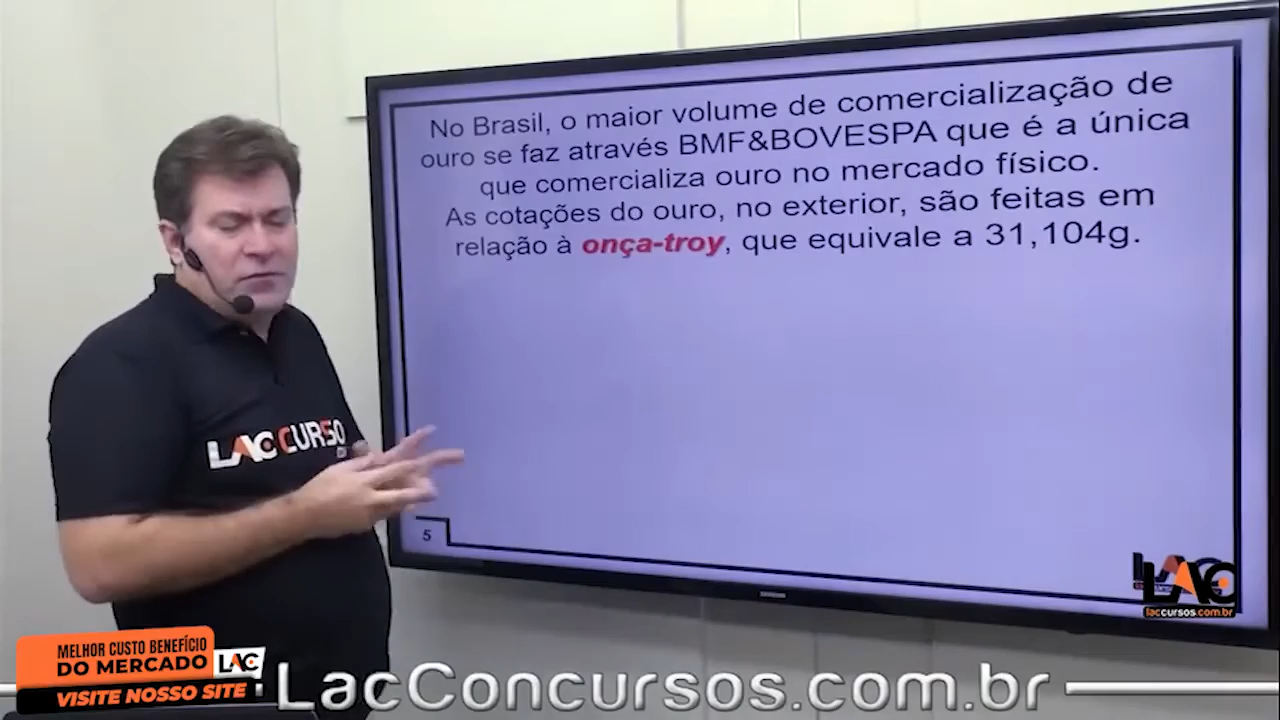 No Brasil, o maior volume de comercialização de
ouro se faz através BMF&BOVESPA que é a única
que comercializa ouro no mercado físico.
As cotações do ouro, no exterior, são feitas em
relação à onça-troy, que equivale a 31,104g.
LAC CURSO
5
LAC
laccursos.com.br
MELHOR CUSTO BENEFÍCIO
DO MERCADO
LAC
VISITE NOSSO SITE
LacConcursos.com.br